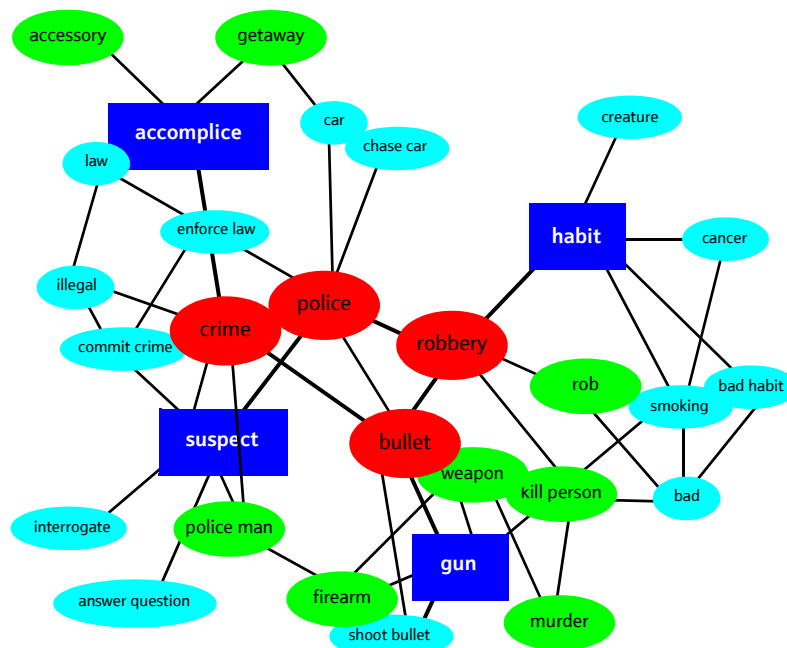 accessory
getaway
car
creature
accomplice
chase car
law
enforce law
habit
cancer
illegal
police
crime
robbery
commit crime
rob
bad habit
smoking
suspect
bullet
weapon
kill person
bad
interrogate
police man
gun
answer question
firearm
murder
shoot bullet